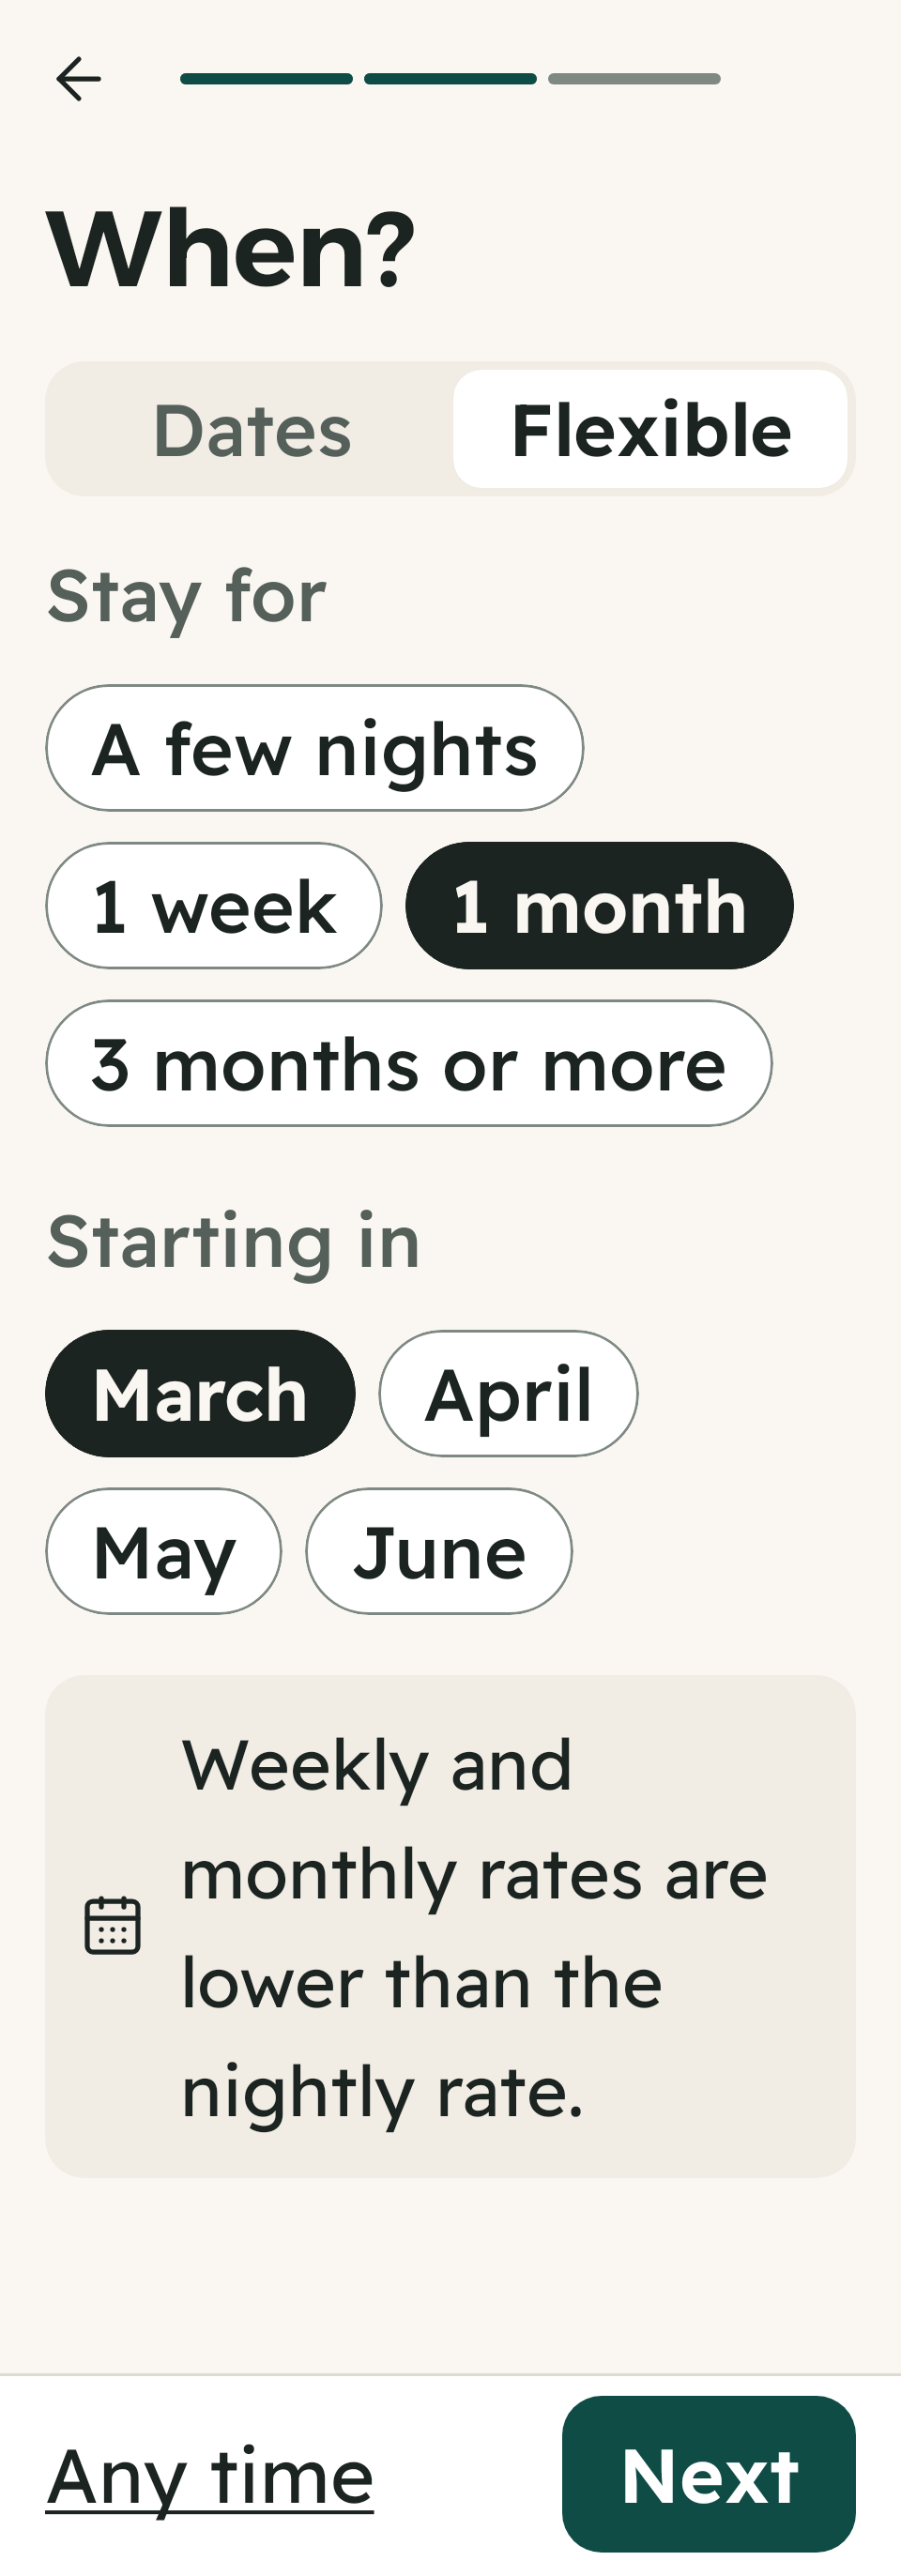 When?
Dates Flexible
Stay for
A few nights
1 week 1 month
3 months or more
Starting in
March April
May June
Weekly and
monthly rates are
lower than the
nightly rate.
Any time Next